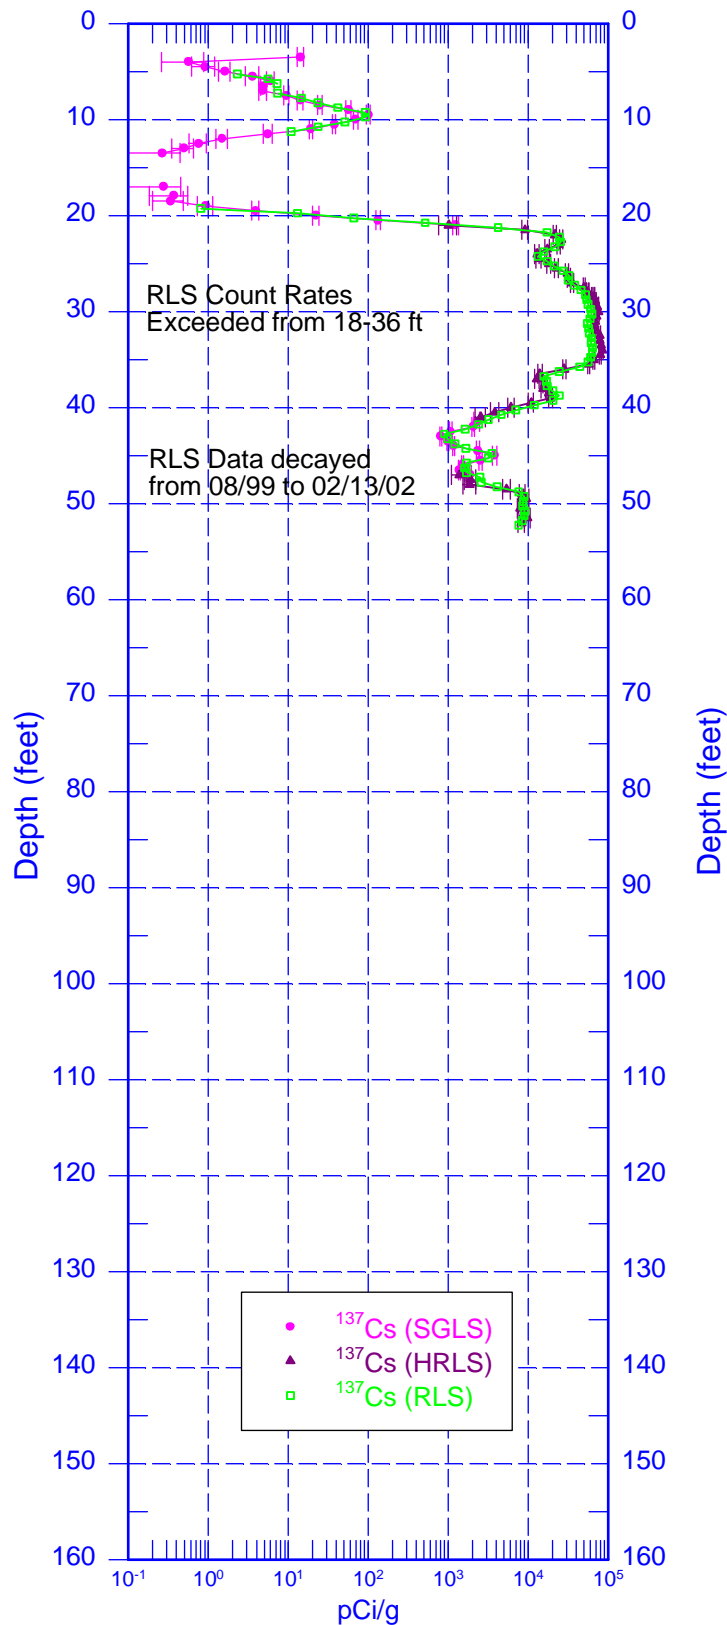 0 0
10 10
20 20
RLS Count Rates
30 30
Exceeded from 18-36 ft
40 40
RLS Data decayed
from 08/99 to 02/13/02
50 50
60 60
70 70
Depth (feet) Depth (feet)
80 80
90 90
100 100
110 110
120 120
130 130
¹³⁷Cs (SGLS)
¹³⁷Cs (HRLS)
140 140
¹³⁷Cs (RLS)
150 150
160 160
10⁻¹ 10⁰ 10¹ 10² 10³ 10⁴ 10⁵
pCi/g